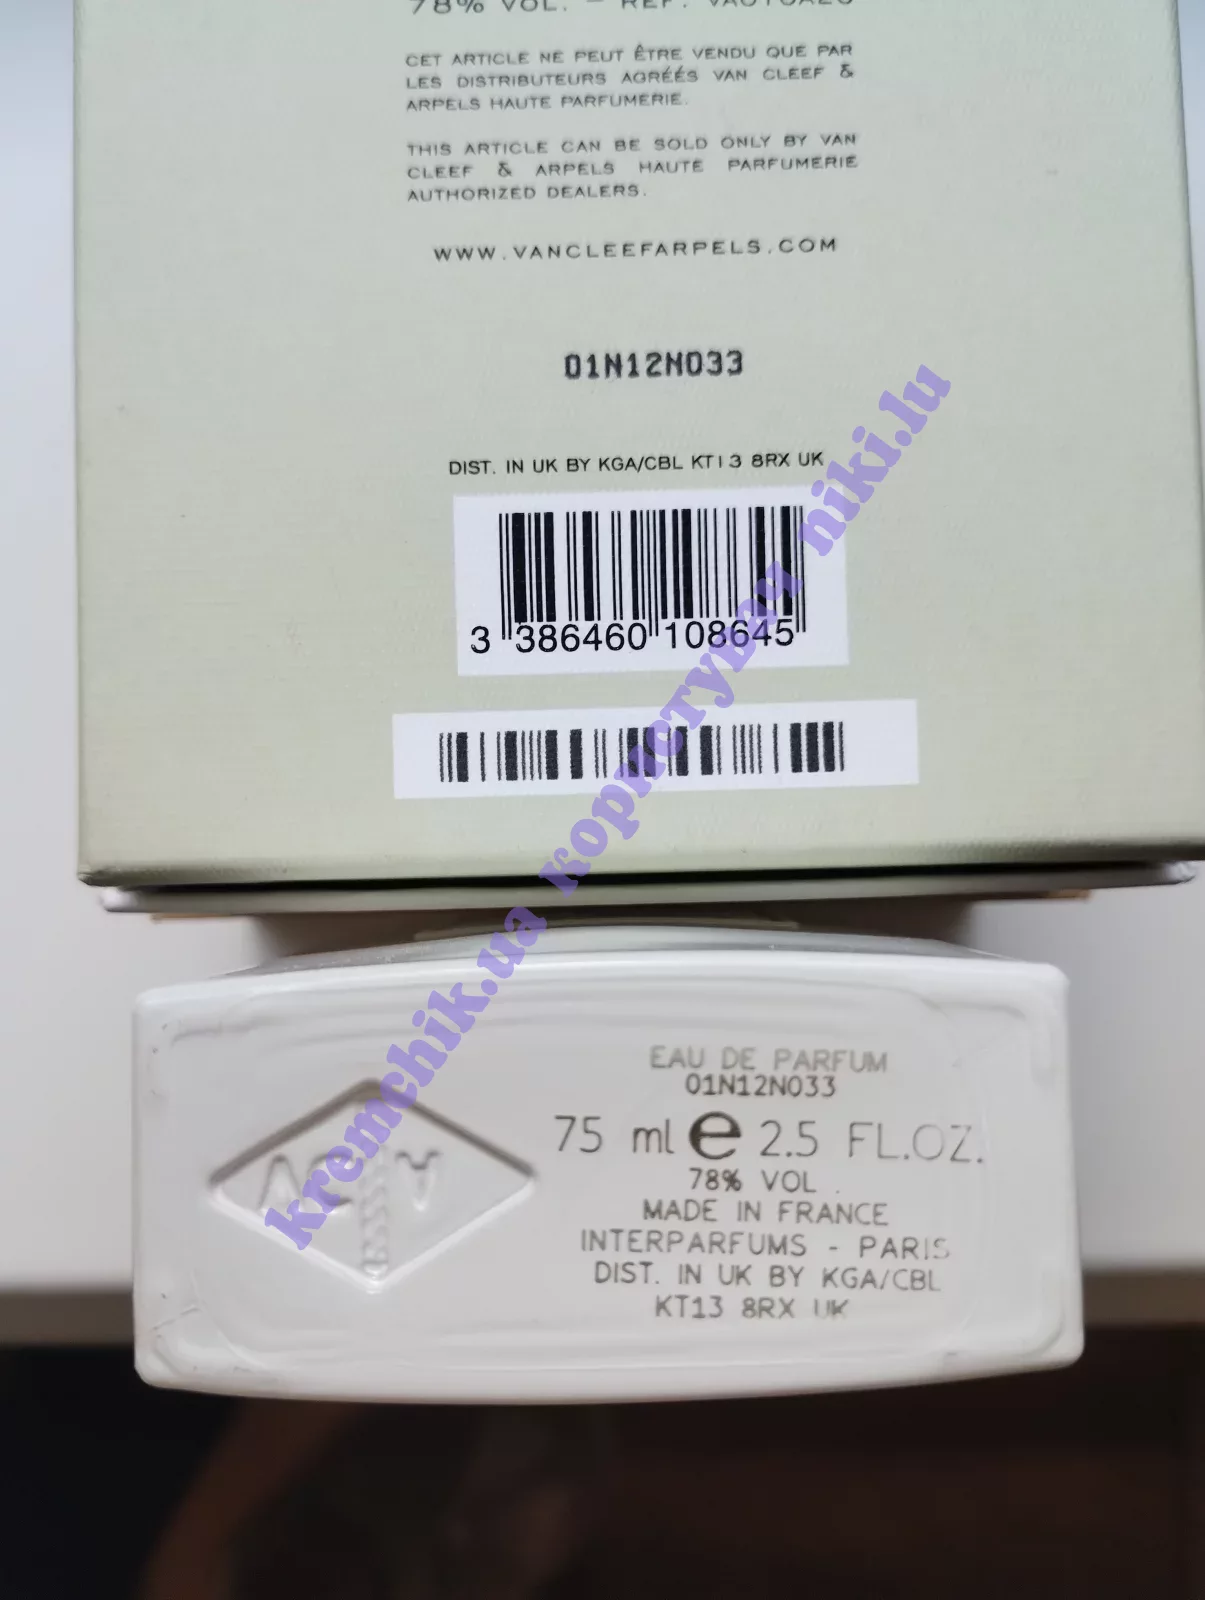 78% VOL. – REF.
CET ARTICLE NE PEUT ÊTRE VENDU QUE PAR
LES DISTRIBUTEURS AGRÉÉS VAN CLEEF &
ARPELS HAUTE PARFUMERIE.
THIS ARTICLE CAN BE SOLD ONLY BY VAN
CLEEF & ARPELS HAUTE PARFUMERIE
AUTHORIZED DEALERS.
WWW.VANCLEEFARPELS.COM
01N12N033
DIST. IN UK BY KGA/CBL KT13 8RX UK
3 386460 108645
kremchik.ua користувач niki.lu
EAU DE PARFUM
01N12N033
75 ml e 2.5 FL.OZ.
78% VOL.
MADE IN FRANCE
INTERPARFUMS - PARIS
DIST. IN UK BY KGA/CBL
KT13 8RX UK